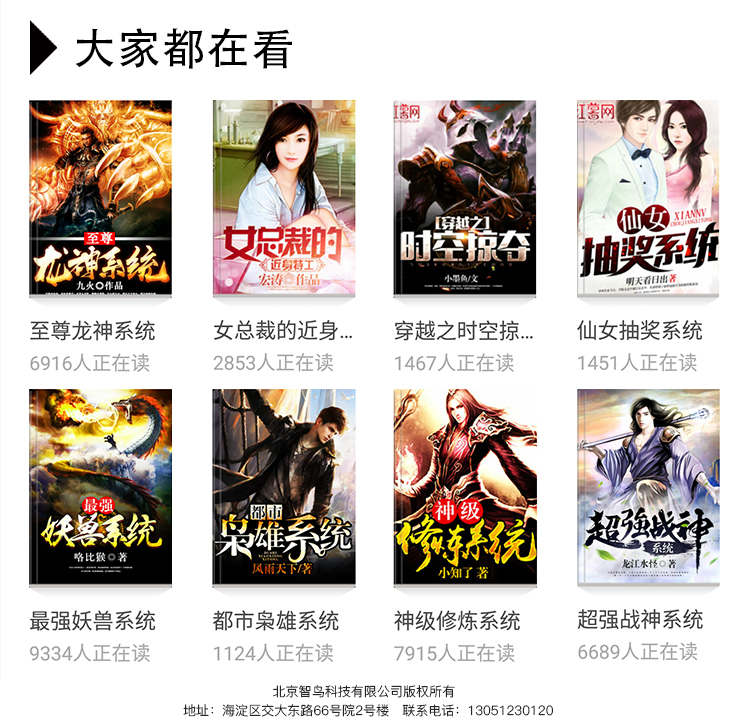 大家都在看
至尊
龙神系统
九火◎作品
女总裁的
近身特工
宏涛◎作品
红薯网
[穿越之]
时空掠夺
小墨鱼/文
红薯网
仙女
XIANNV
CHOUJIANGXITONG
抽奖系统
明天看日出著
至尊龙神系统
女总裁的近身...
穿越之时空掠...
仙女抽奖系统
6916人正在读
2853人正在读
1467人正在读
1451人正在读
最强
妖兽系统
咯比猴◎著
都市
枭雄系统
风雨天下/著
神级
修炼系统
小知了 著
超强战神
系统
龙江水怪◎著
最强妖兽系统
都市枭雄系统
神级修炼系统
超强战神系统
9334人正在读
1124人正在读
7915人正在读
6689人正在读
北京智鸟科技有限公司版权所有
地址：海淀区交大东路66号院2号楼 联系电话：13051230120